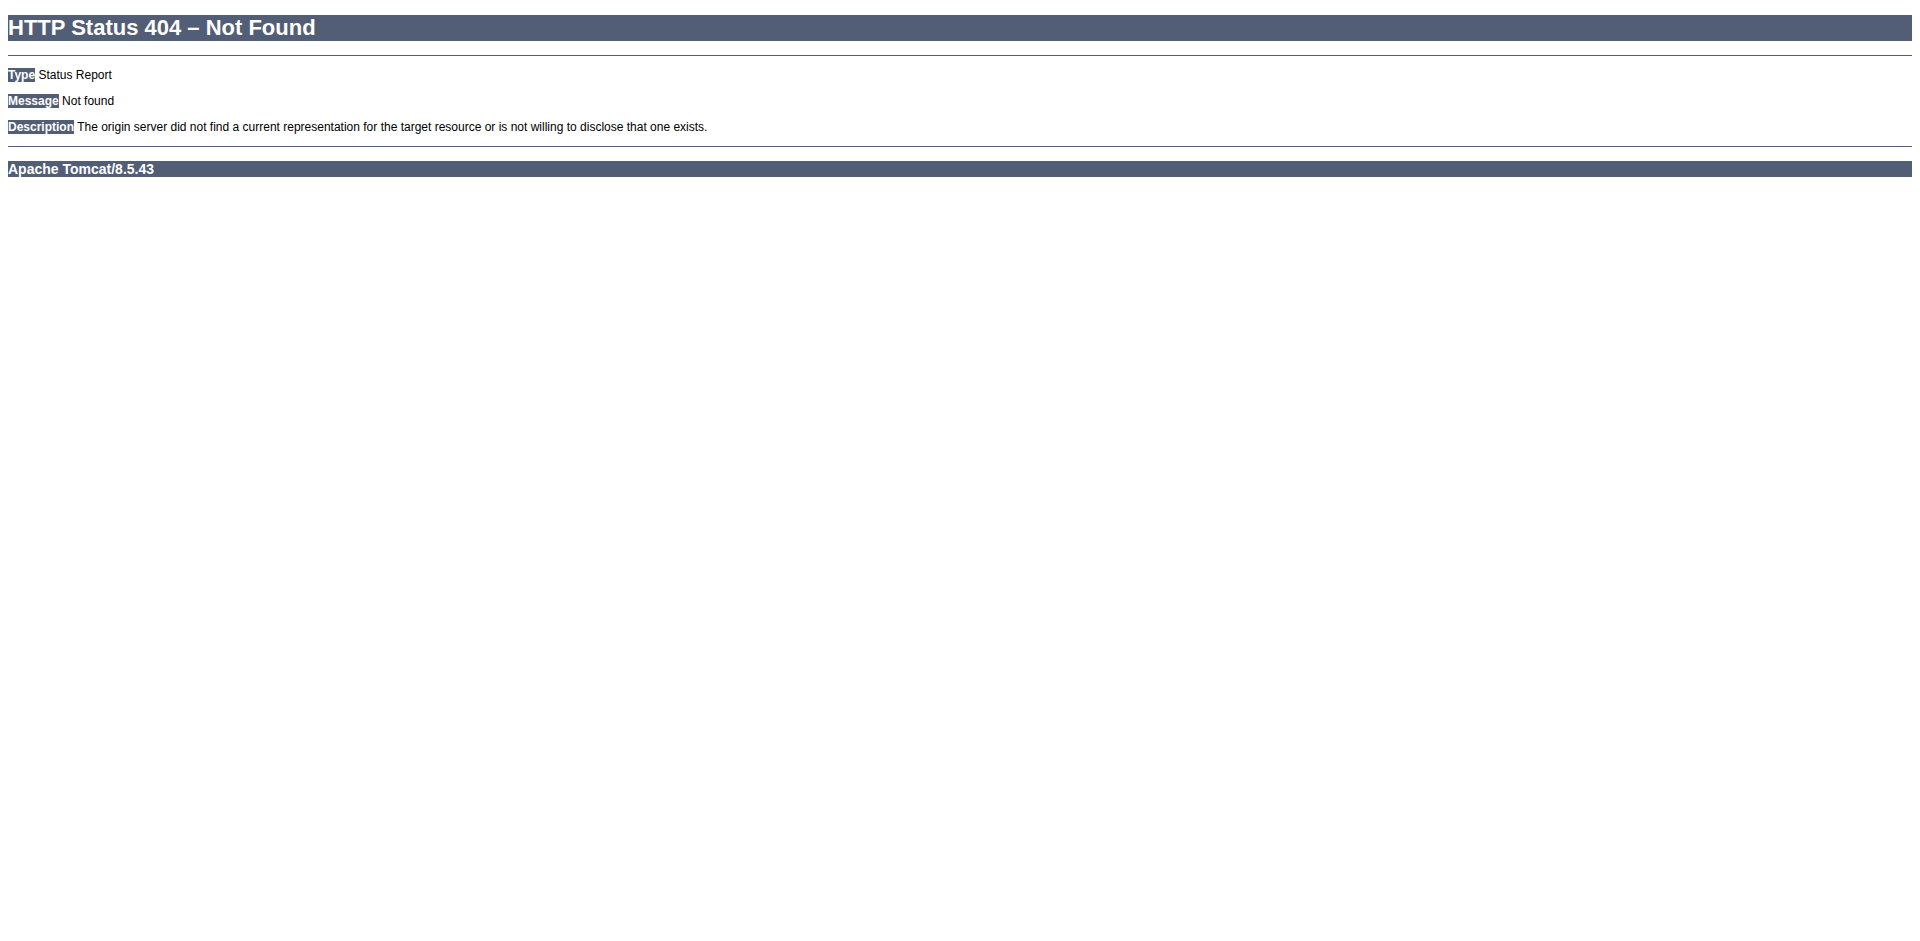 HTTP Status 404 – Not Found
Type Status Report
Message Not found
Description The origin server did not find a current representation for the target resource or is not willing to disclose that one exists.
Apache Tomcat/8.5.43